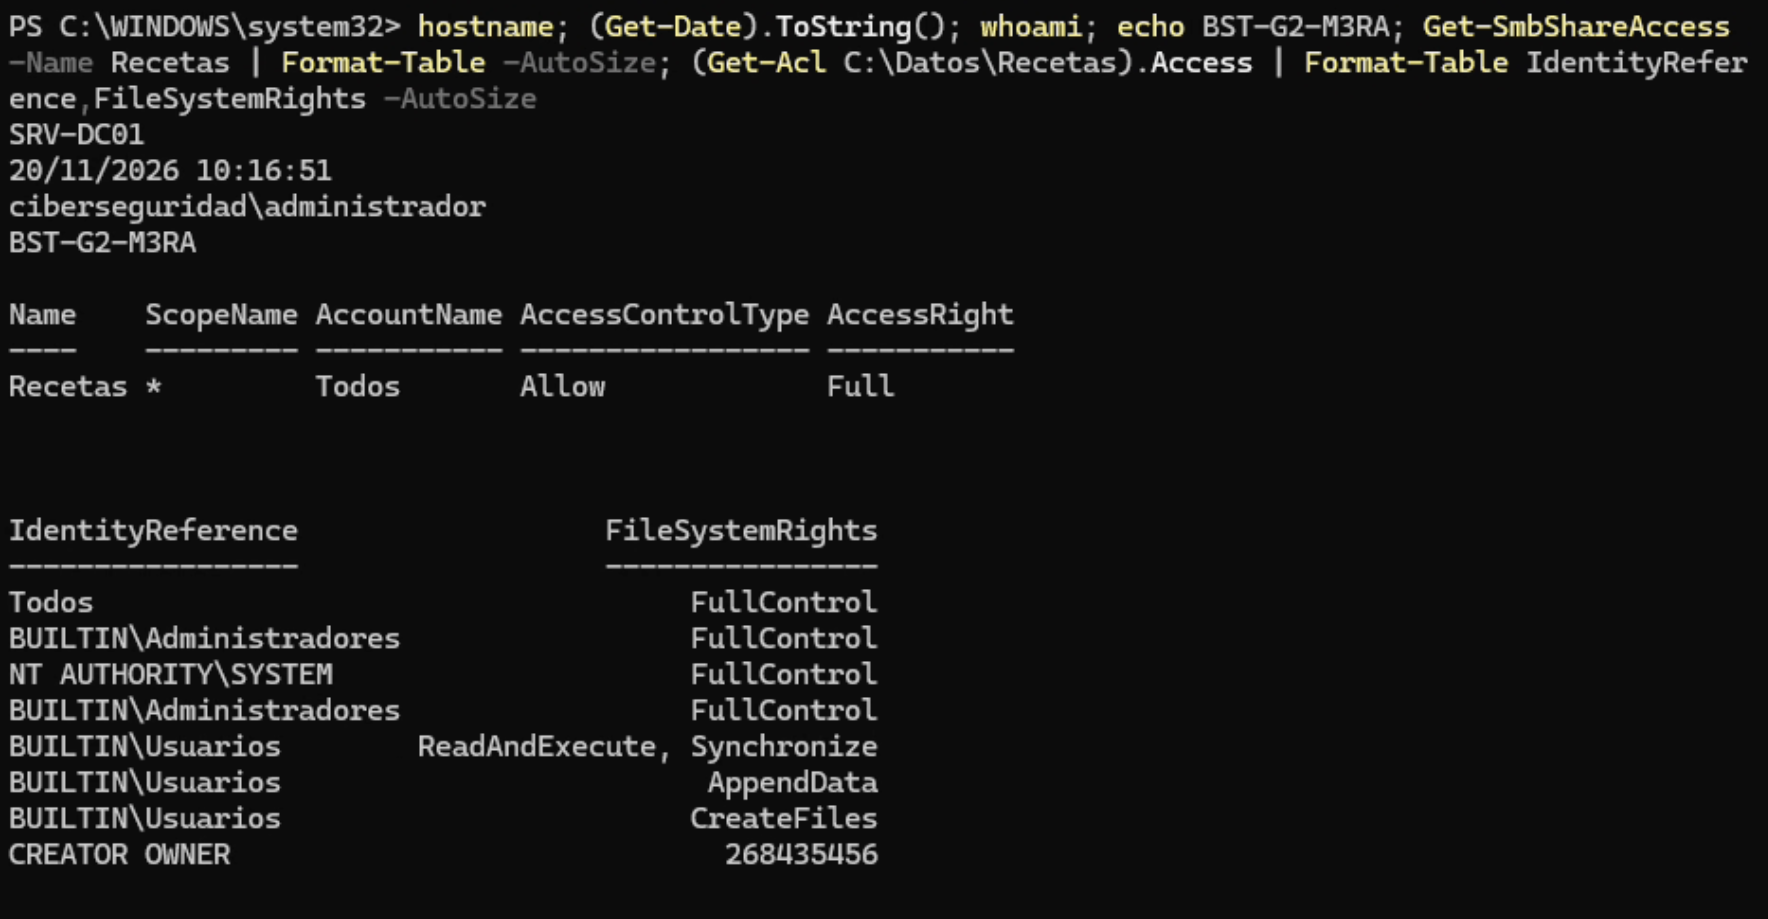 PS C:\WINDOWS\system32> hostname; (Get-Date).ToString(); whoami; echo BST-G2-M3RA; Get-SmbShareAccess
-Name Recetas | Format-Table -AutoSize; (Get-Acl C:\Datos\Recetas).Access | Format-Table IdentityRefer
ence,FileSystemRights -AutoSize
SRV-DC01
20/11/2026 10:16:51
ciberseguridad\administrador
BST-G2-M3RA
Name    ScopeName AccountName AccessControlType AccessRight
----    --------- ----------- ----------------- -----------
Recetas *         Todos       Allow             Full
IdentityReference                  FileSystemRights
-----------------                  ----------------
Todos                                   FullControl
BUILTIN\Administradores                 FullControl
NT AUTHORITY\SYSTEM                     FullControl
BUILTIN\Administradores                 FullControl
BUILTIN\Usuarios        ReadAndExecute, Synchronize
BUILTIN\Usuarios                         AppendData
BUILTIN\Usuarios                        CreateFiles
CREATOR OWNER                             268435456